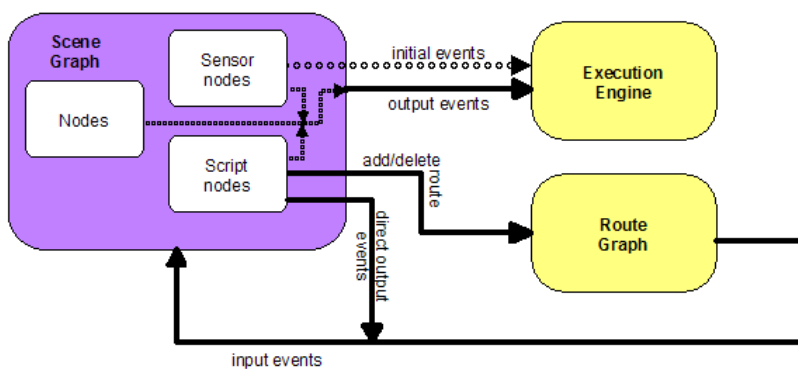 Scene
Graph
Sensor
nodes
Nodes
Script
nodes
initial events
output events
Execution
Engine
add/delete
route
direct output
events
Route
Graph
input events